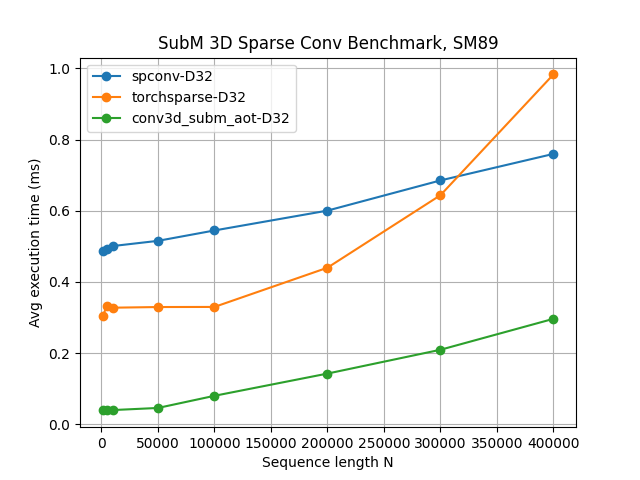 SubM 3D Sparse Conv Benchmark, SM89
spconv-D32
torchsparse-D32
conv3d_subm_aot-D32
1.0
0.8
0.6
0.4
0.2
0.0
Avg execution time (ms)
0 50000 100000 150000 200000 250000 300000 350000 400000
Sequence length N